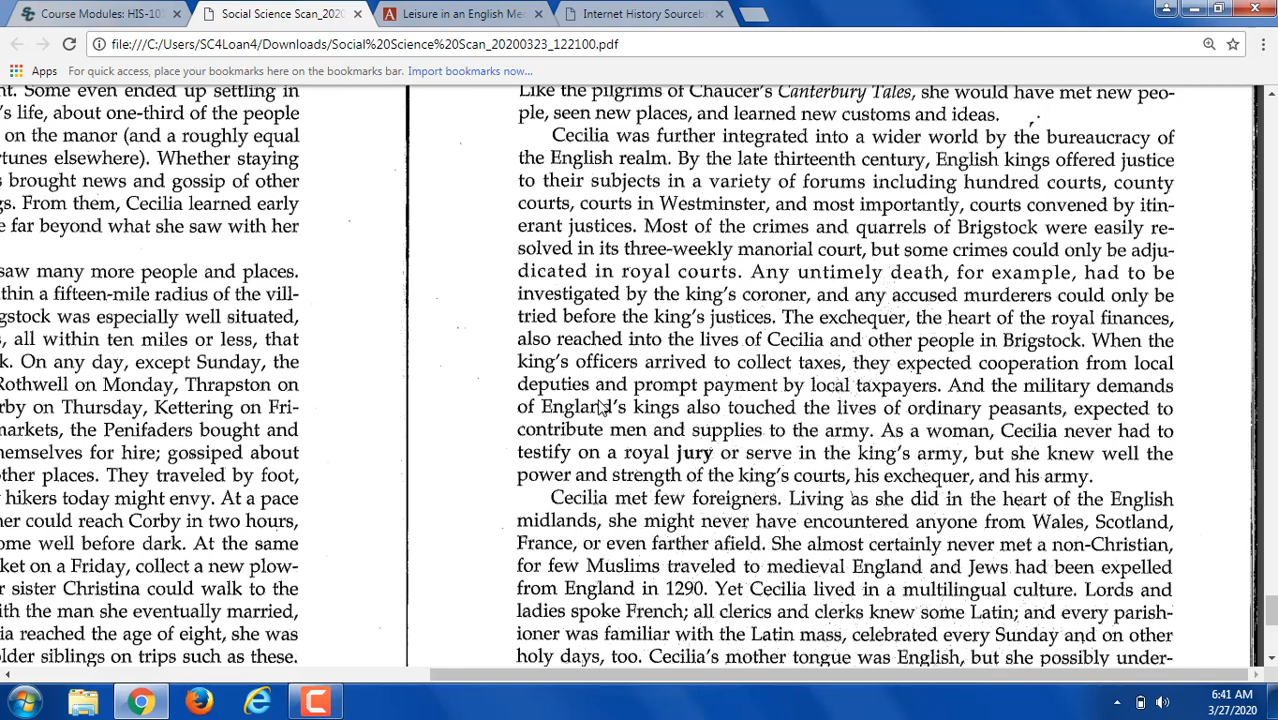 Course Modules: HIS-101
Social Science Scan_2020
Leisure in an English Me
Internet History Sourceb
file:///C:/Users/SC4Loan4/Downloads/Social%20Science%20Scan_20200323_122100.pdf
Apps
For quick access, place your bookmarks here on the bookmarks bar. Import bookmarks now...
nt. Some even ended up settling in
's life, about one-third of the people
on the manor (and a roughly equal
rtunes elsewhere). Whether staying
s brought news and gossip of other
gs. From them, Cecilia learned early
e far beyond what she saw with her
saw many more people and places.
thin a fifteen-mile radius of the vill-
gstock was especially well situated,
, all within ten miles or less, that
k. On any day, except Sunday, the
Rothwell on Monday, Thrapston on
rby on Thursday, Kettering on Fri-
markets, the Penifaders bought and
hemselves for hire; gossiped about
other places. They traveled by foot,
y hikers today might envy. At a pace
her could reach Corby in two hours,
ome well before dark. At the same
ket on a Friday, collect a new plow-
r sister Christina could walk to the
ith the man she eventually married,
ia reached the age of eight, she was
older siblings on trips such as these.
Like the pilgrims of Chaucer's Canterbury Tales, she would have met new peo-
ple, seen new places, and learned new customs and ideas.
Cecilia was further integrated into a wider world by the bureaucracy of
the English realm. By the late thirteenth century, English kings offered justice
to their subjects in a variety of forums including hundred courts, county
courts, courts in Westminster, and most importantly, courts convened by itin-
erant justices. Most of the crimes and quarrels of Brigstock were easily re-
solved in its three-weekly manorial court, but some crimes could only be adju-
dicated in royal courts. Any untimely death, for example, had to be
investigated by the king's coroner, and any accused murderers could only be
tried before the king's justices. The exchequer, the heart of the royal finances,
also reached into the lives of Cecilia and other people in Brigstock. When the
king's officers arrived to collect taxes, they expected cooperation from local
deputies and prompt payment by local taxpayers. And the military demands
of England's kings also touched the lives of ordinary peasants, expected to
contribute men and supplies to the army. As a woman, Cecilia never had to
testify on a royal jury or serve in the king's army, but she knew well the
power and strength of the king's courts, his exchequer, and his army.
Cecilia met few foreigners. Living as she did in the heart of the English
midlands, she might never have encountered anyone from Wales, Scotland,
France, or even farther afield. She almost certainly never met a non-Christian,
for few Muslims traveled to medieval England and Jews had been expelled
from England in 1290. Yet Cecilia lived in a multilingual culture. Lords and
ladies spoke French; all clerics and clerks knew some Latin; and every parish-
ioner was familiar with the Latin mass, celebrated every Sunday and on other
holy days, too. Cecilia's mother tongue was English, but she possibly under-
6:41 AM
3/27/2020